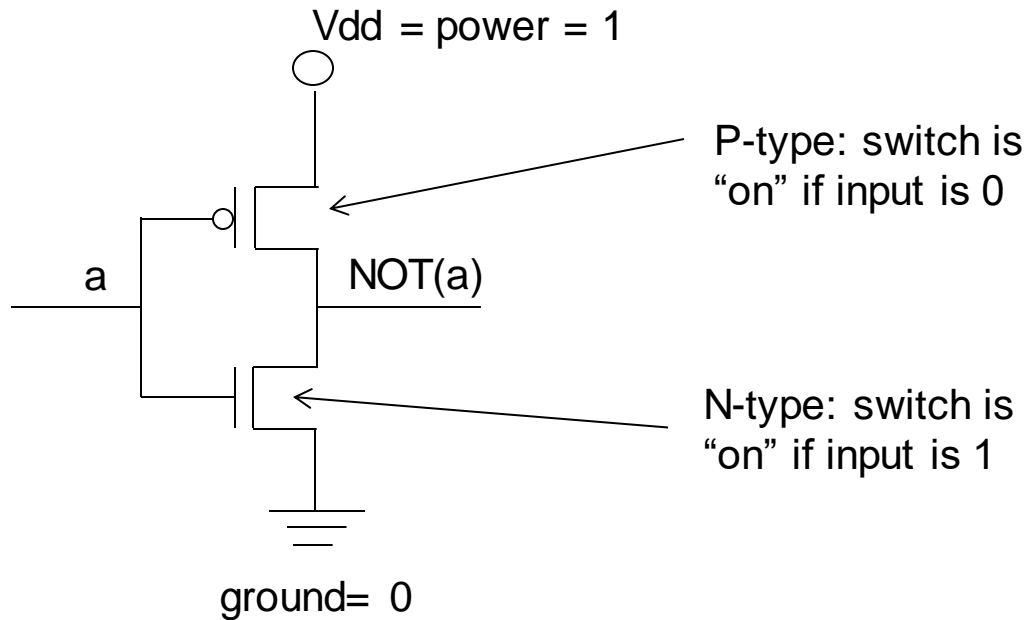 Vdd = power = 1
P-type: switch is
“on” if input is 0
a
NOT(a)
N-type: switch is
“on” if input is 1
ground= 0